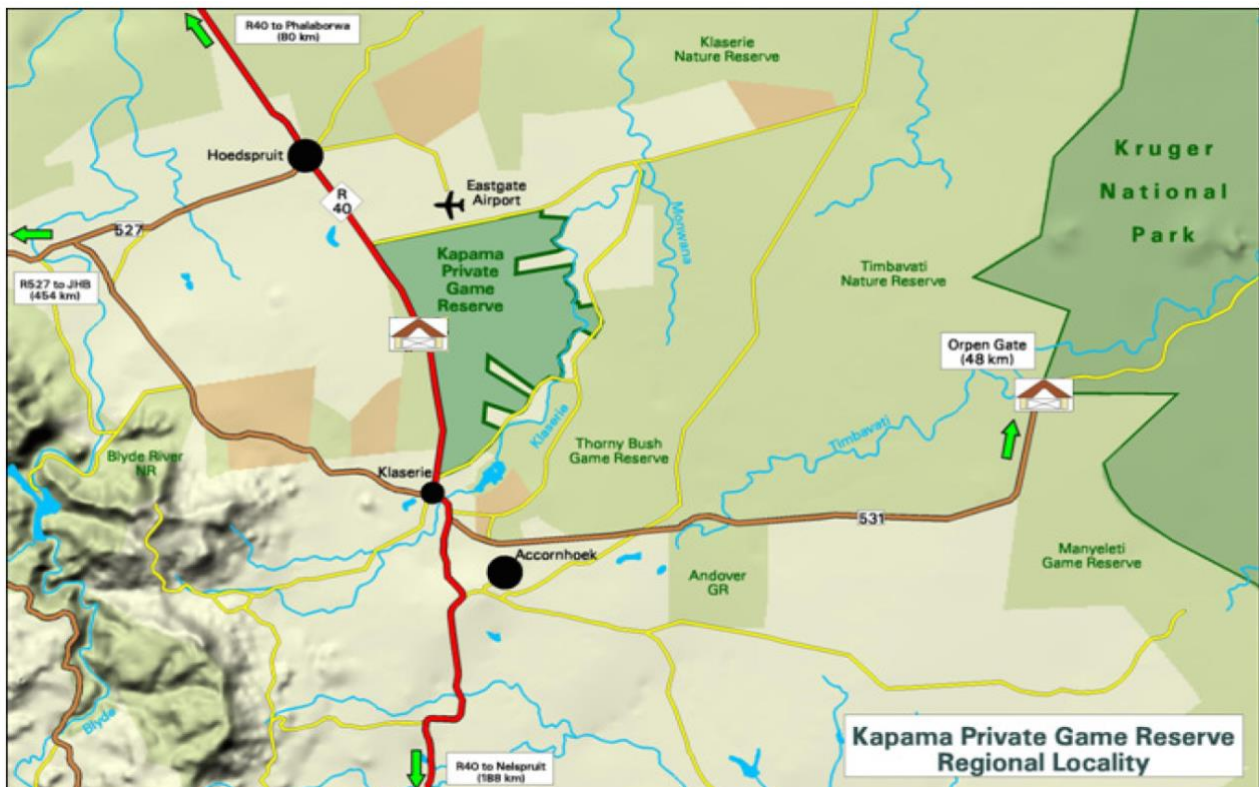 R40 to Phalaborwa
(80 km)
Klaserie
Nature Reserve
Kruger
National
Park
Hoedspruit
R
40
Eastgate
Airport
Monwana
527
Kapama
Private
Game
Reserve
Timbavati
Nature Reserve
R527 to JHB
(454 km)
Orpen Gate
(48 km)
Klaserie
Timbavati
Thorny Bush
Game Reserve
Blyde River
NR
Klaserie
531
Accornhoek
Andover
GR
Manyeleti
Game Reserve
Blyde
R40 to Nelspruit
(188 km)
Kapama Private Game Reserve
Regional Locality